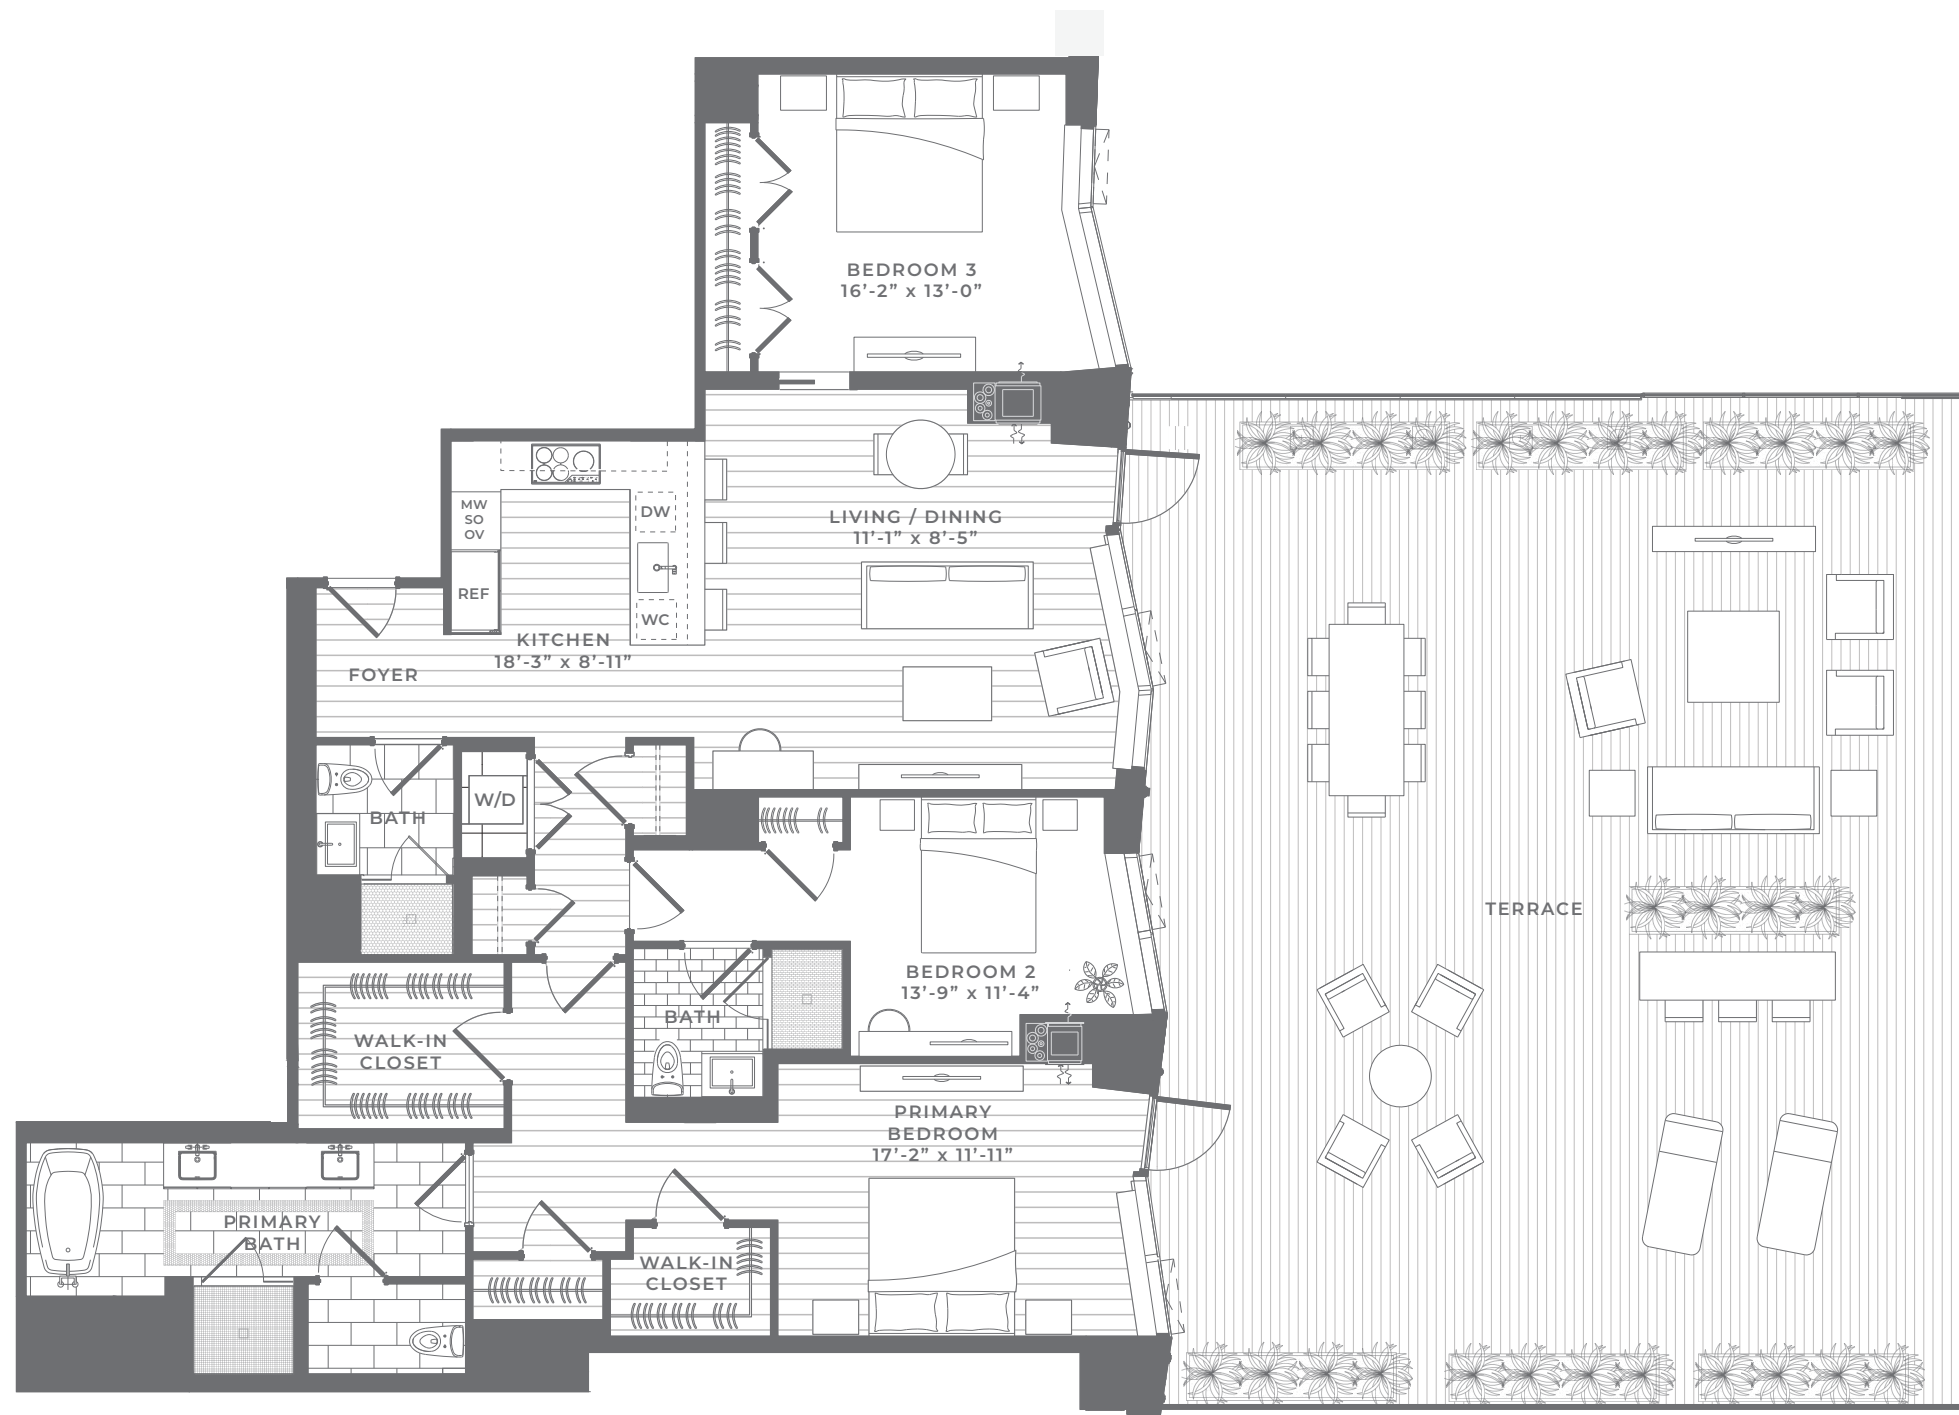 BEDROOM 3
16’-2” x 13’-0”
MW
SO
OV
DW
LIVING / DINING
11’-1” x 8’-5”
REF
WC
KITCHEN
18’-3” x 8’-11”
FOYER
W/D
BATH
TERRACE
BEDROOM 2
13’-9” x 11’-4”
BATH
WALK-IN
CLOSET
PRIMARY
BEDROOM
17’-2” x 11’-11”
PRIMARY
BATH
WALK-IN
CLOSET